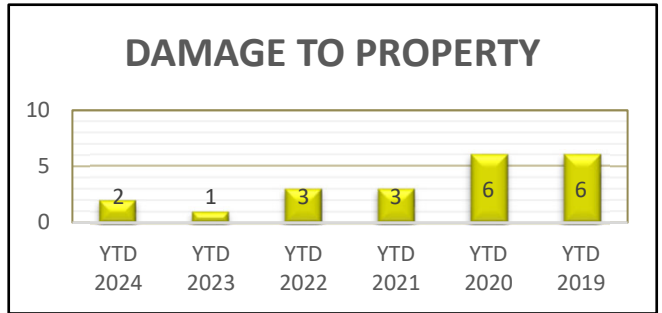 DAMAGE TO PROPERTY
10
5
0
2
1
3
3
6
6
YTD 2024
YTD 2023
YTD 2022
YTD 2021
YTD 2020
YTD 2019